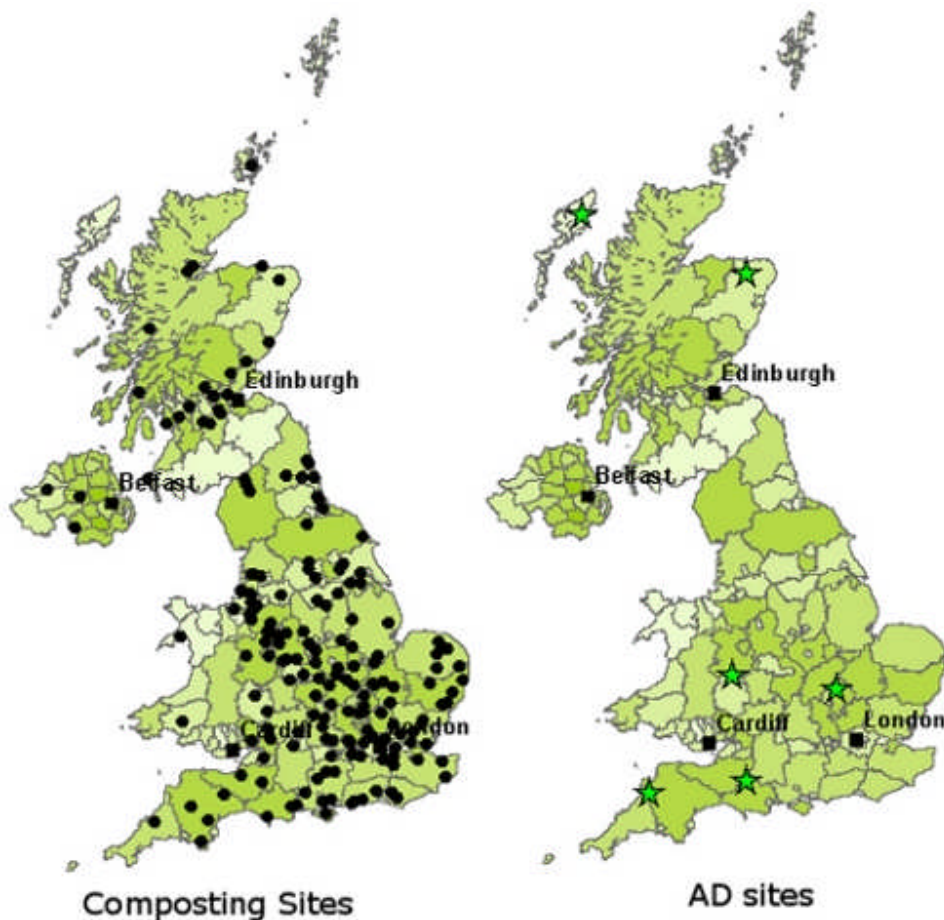 Edinburgh
Belfast
Cardiff
London
Composting Sites
Edinburgh
Belfast
Cardiff
London
AD sites